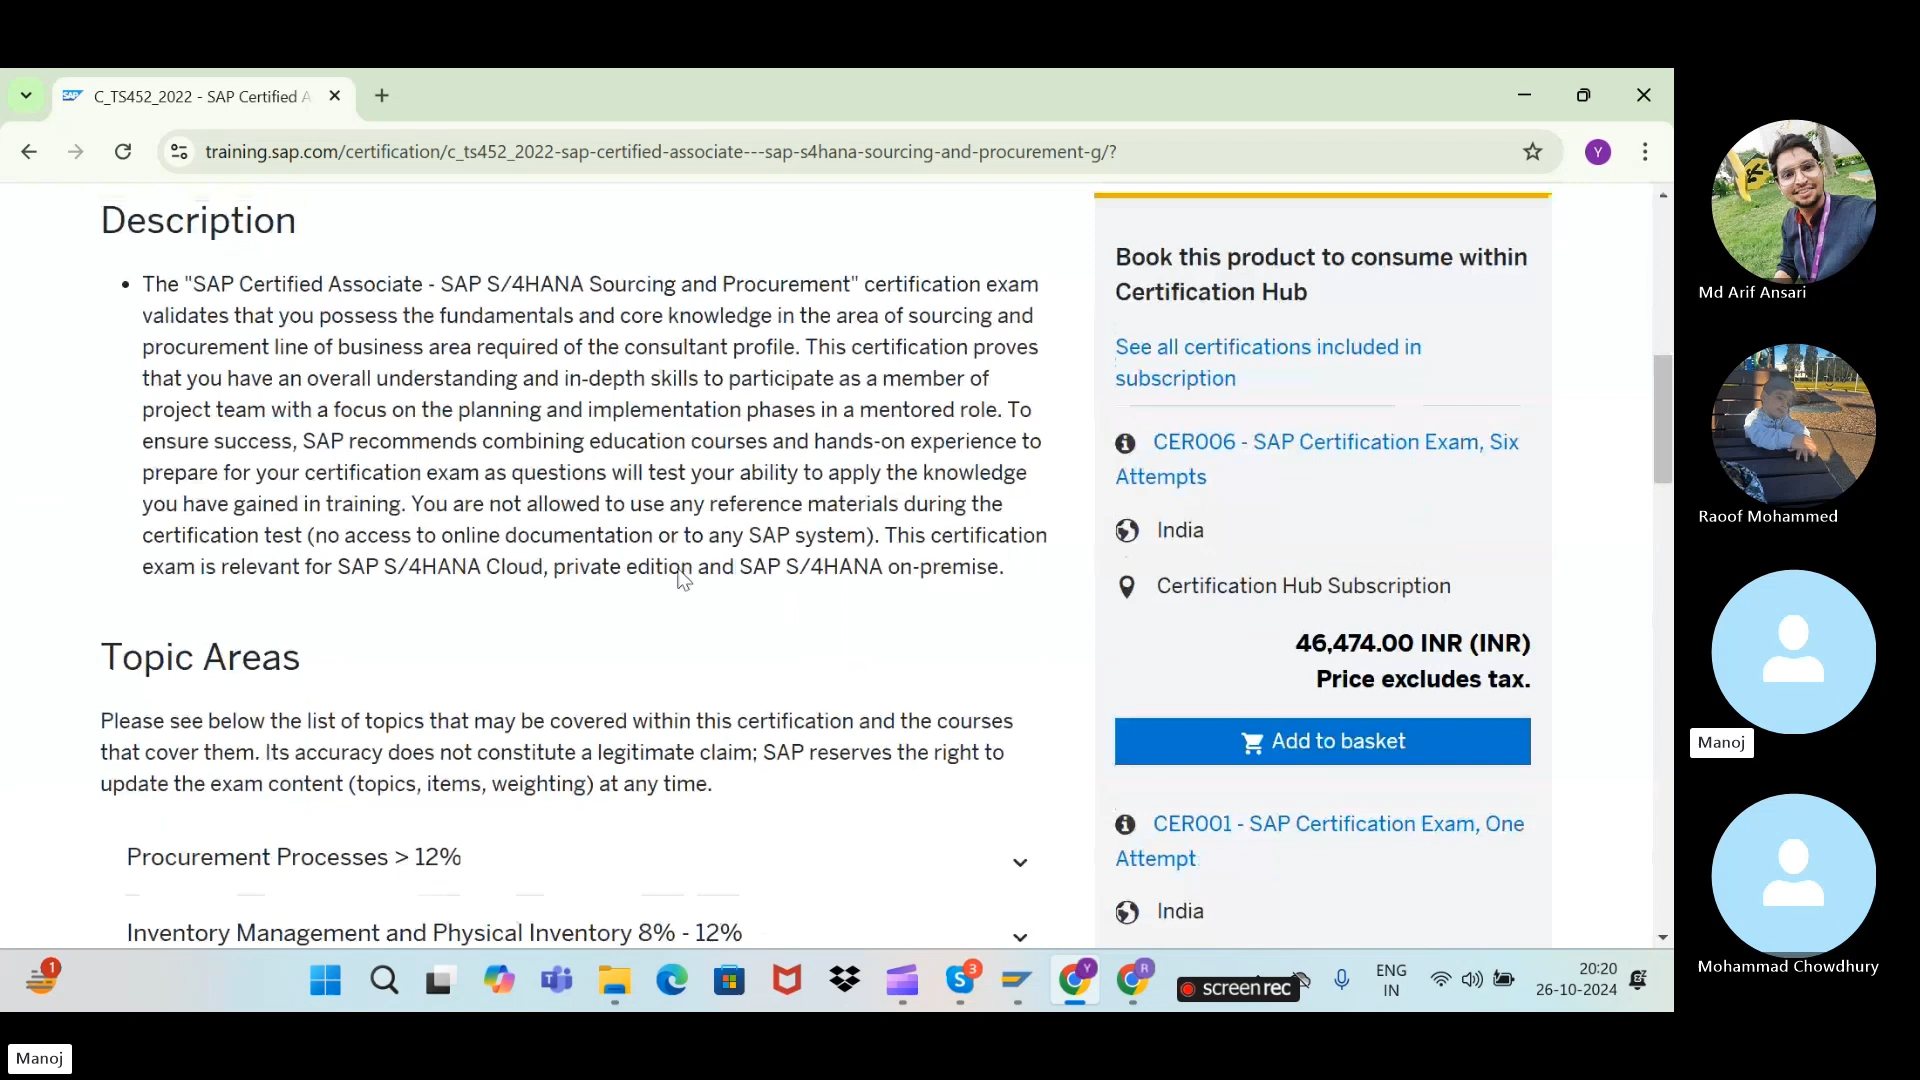 C_TS452_2022 - SAP Certified A
training.sap.com/certification/c_ts452_2022-sap-certified-associate---sap-s4hana-sourcing-and-procurement-g/?
Y
Description
The "SAP Certified Associate - SAP S/4HANA Sourcing and Procurement" certification exam
validates that you possess the fundamentals and core knowledge in the area of sourcing and
procurement line of business area required of the consultant profile. This certification proves
that you have an overall understanding and in-depth skills to participate as a member of
project team with a focus on the planning and implementation phases in a mentored role. To
ensure success, SAP recommends combining education courses and hands-on experience to
prepare for your certification exam as questions will test your ability to apply the knowledge
you have gained in training. You are not allowed to use any reference materials during the
certification test (no access to online documentation or to any SAP system). This certification
exam is relevant for SAP S/4HANA Cloud, private edition and SAP S/4HANA on-premise.
Topic Areas
Please see below the list of topics that may be covered within this certification and the courses
that cover them. Its accuracy does not constitute a legitimate claim; SAP reserves the right to
update the exam content (topics, items, weighting) at any time.
Procurement Processes > 12%
Inventory Management and Physical Inventory 8% - 12%
Book this product to consume within
Certification Hub
See all certifications included in
subscription
CER006 - SAP Certification Exam, Six
Attempts
India
Certification Hub Subscription
46,474.00 INR (INR)
Price excludes tax.
Add to basket
CER001 - SAP Certification Exam, One
Attempt
India
Md Arif Ansari
Raoof Mohammed
Manoj
Mohammad Chowdhury
1
3
Y
R
screenrec
ENG
IN
20:20
26-10-2024
Manoj